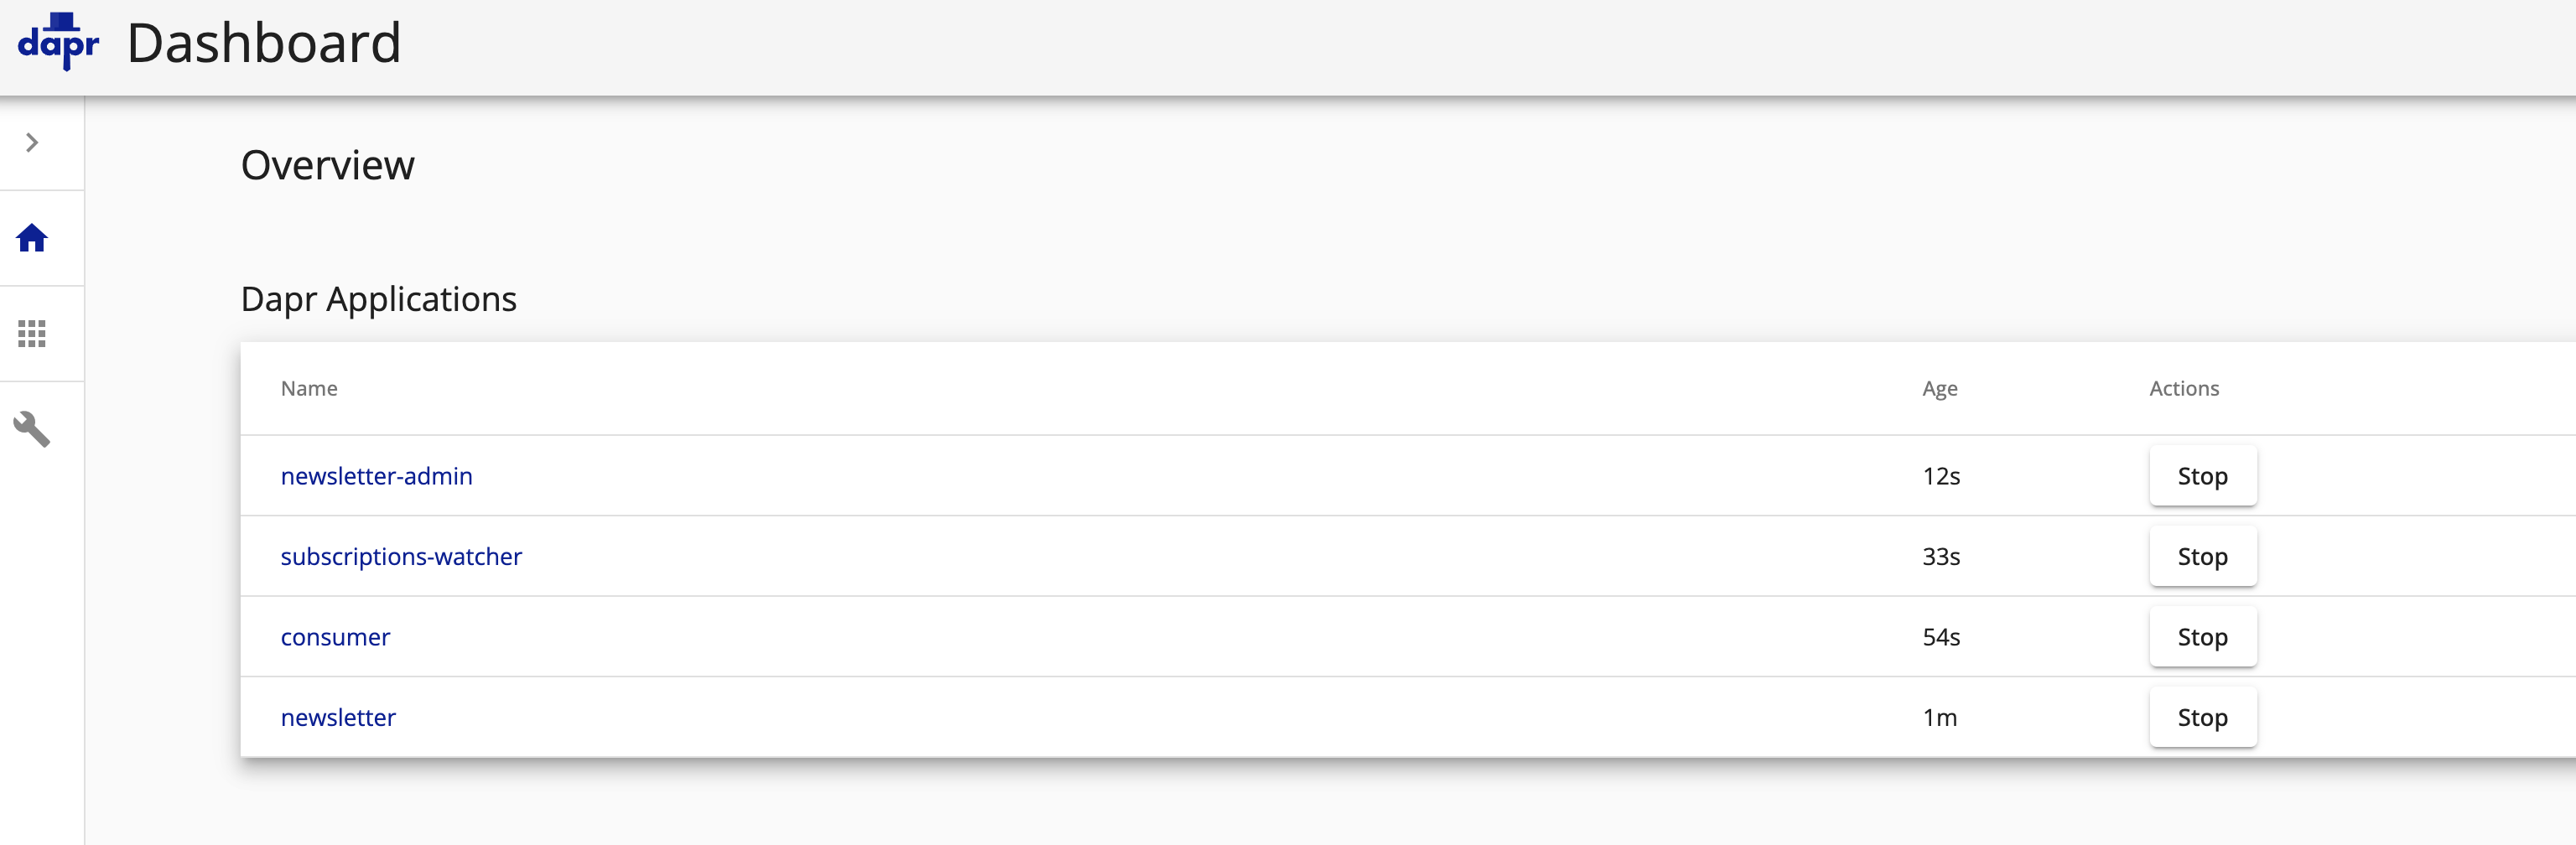 dapr Dashboard
Overview
Dapr Applications
Name Age Actions
newsletter-admin 12s Stop
subscriptions-watcher 33s Stop
consumer 54s Stop
newsletter 1m Stop